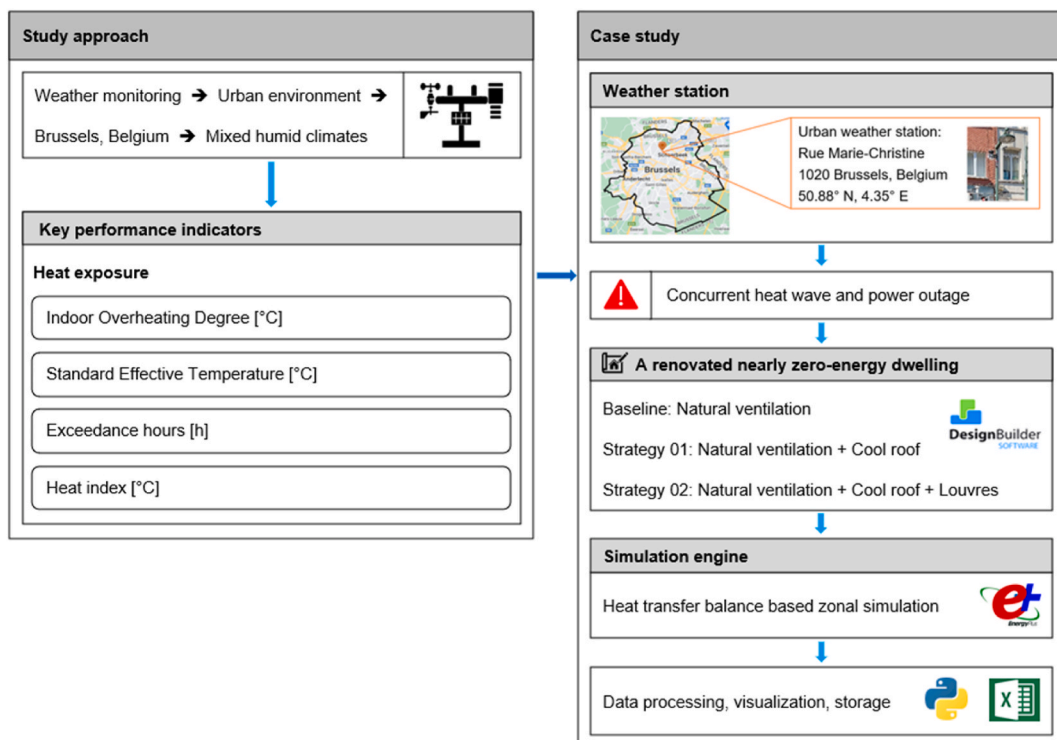 Study approach
Weather monitoring → Urban environment →
Brussels, Belgium → Mixed humid climates
Key performance indicators
Heat exposure
Indoor Overheating Degree [°C]
Standard Effective Temperature [°C]
Exceedance hours [h]
Heat index [°C]
Case study
Weather station
Schaerbeek
Anderlecht
Brussels
Urban weather station:
Rue Marie-Christine
1020 Brussels, Belgium
50.88° N, 4.35° E
Concurrent heat wave and power outage
A renovated nearly zero-energy dwelling
Baseline: Natural ventilation
Strategy 01: Natural ventilation + Cool roof
Strategy 02: Natural ventilation + Cool roof + Louvres
DesignBuilder
SOFTWARE
Simulation engine
Heat transfer balance based zonal simulation
e+
EnergyPlus
Data processing, visualization, storage
X